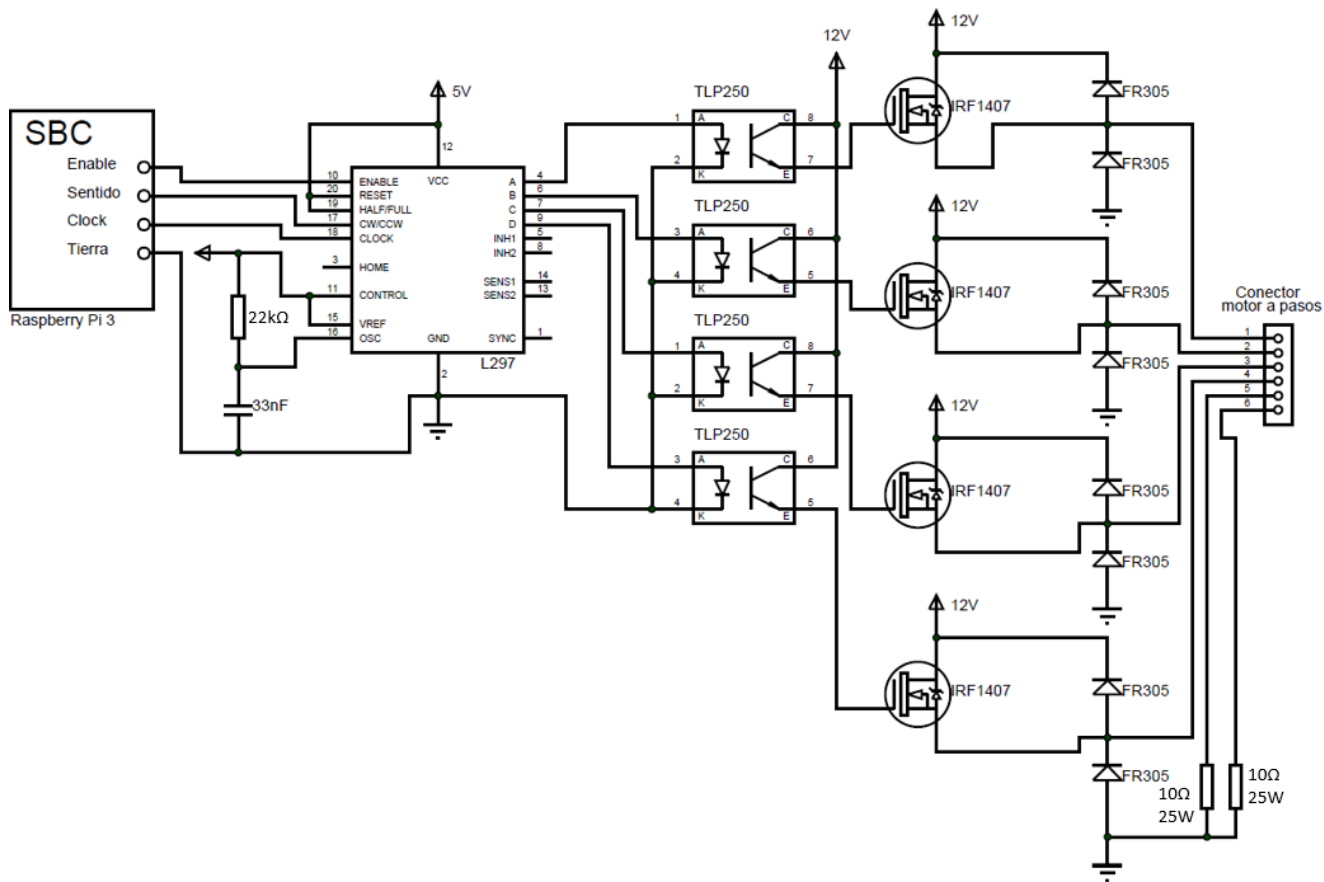 SBC
Enable
Sentido
Clock
Tierra
Raspberry Pi 3
22kΩ
33nF
5V
12
VCC
10 ENABLE
20 RESET
19 HALF/FULL
17 CW/CCW
18 CLOCK
3 HOME
11 CONTROL
15 VREF
16 OSC
A 4
B 6
C 7
D 9
INH1 5
INH2 8
SENS1 14
SENS2 13
SYNC 1
GND
2
L297
12V
TLP250
1 A C 8
2 K E 7
TLP250
3 A C 6
4 K E 5
TLP250
1 A C 8
2 K E 7
TLP250
3 A C 6
4 K E 5
12V
IRF1407
FR305
FR305
12V
IRF1407
FR305
FR305
12V
IRF1407
FR305
FR305
12V
IRF1407
FR305
FR305
Conector
motor a pasos
1
2
3
4
5
6
10Ω
25W
10Ω
25W